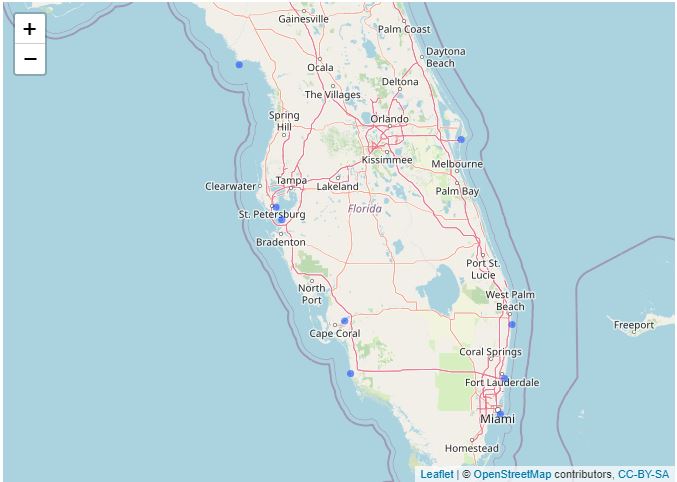 +
−
Gainesville
Palm Coast
Daytona
Beach
Ocala
Deltona
The Villages
Spring
Hill
Orlando
Kissimmee
Melbourne
Clearwater
Tampa
Lakeland
Palm Bay
St. Petersburg
Florida
Bradenton
Port St.
Lucie
North
Port
West Palm
Beach
Freeport
Cape Coral
Coral Springs
Fort Lauderdale
Miami
Homestead
Leaflet | © OpenStreetMap contributors, CC-BY-SA